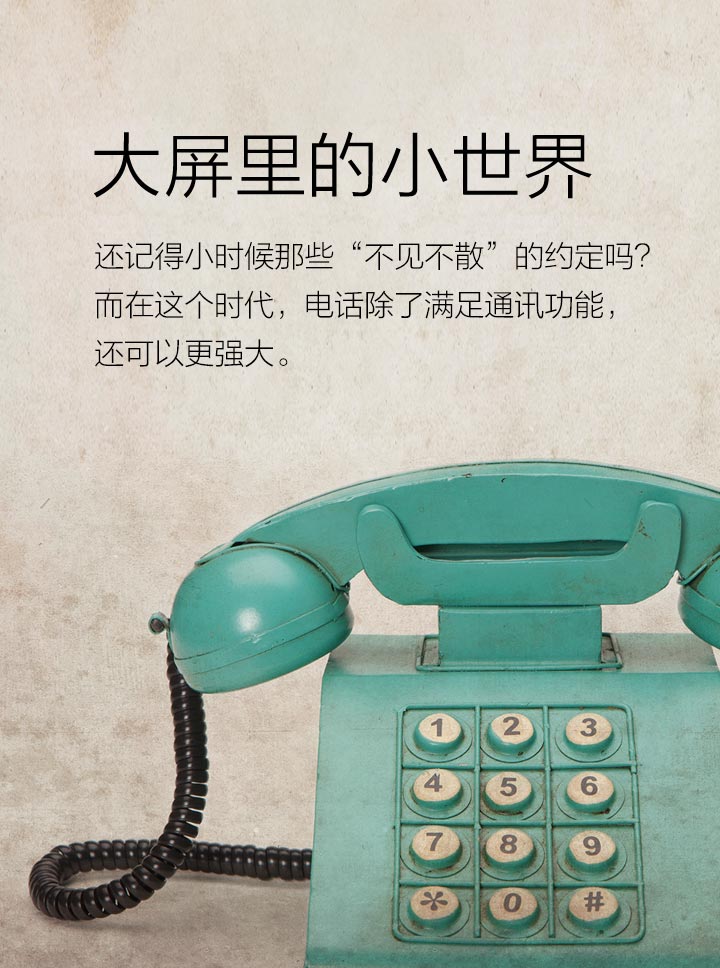 大屏里的小世界
还记得小时候那些“不见不散”的约定吗？
而在这个时代，电话除了满足通讯功能，
还可以更强大。
1 2 3
4 5 6
7 8 9
* 0 #